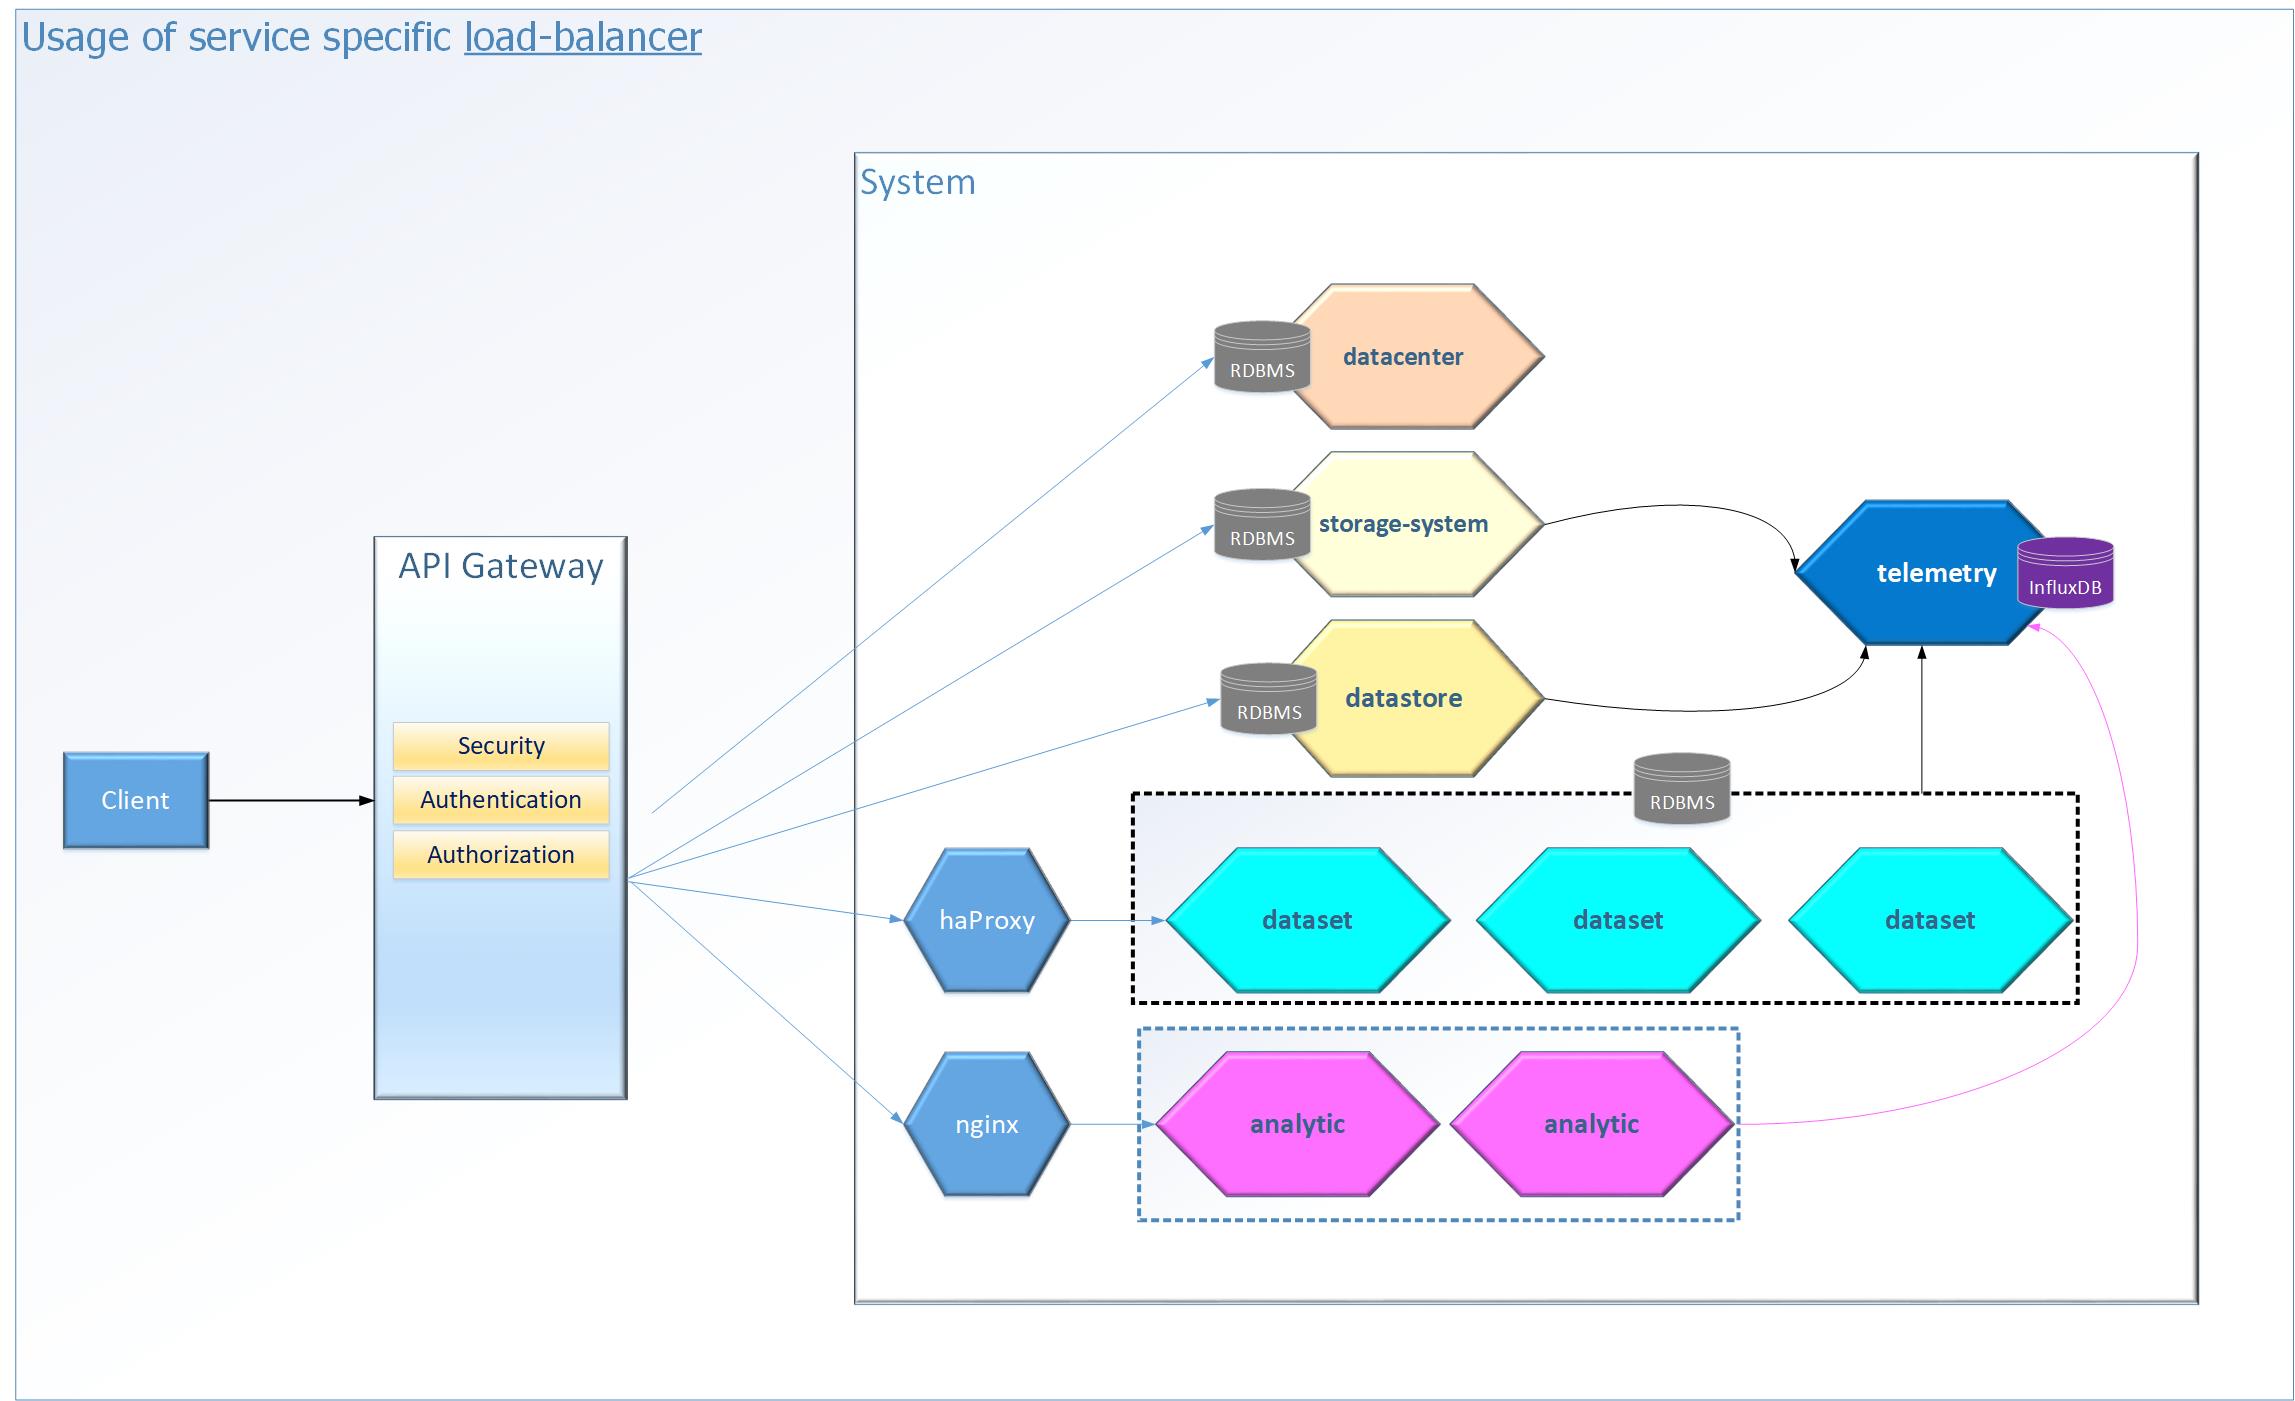 Usage of service specific load-balancer
System
RDBMS
datacenter
RDBMS
storage-system
API Gateway
telemetry
InfluxDB
RDBMS
datastore
Security
Client
Authentication
RDBMS
Authorization
haProxy
dataset
dataset
dataset
nginx
analytic
analytic